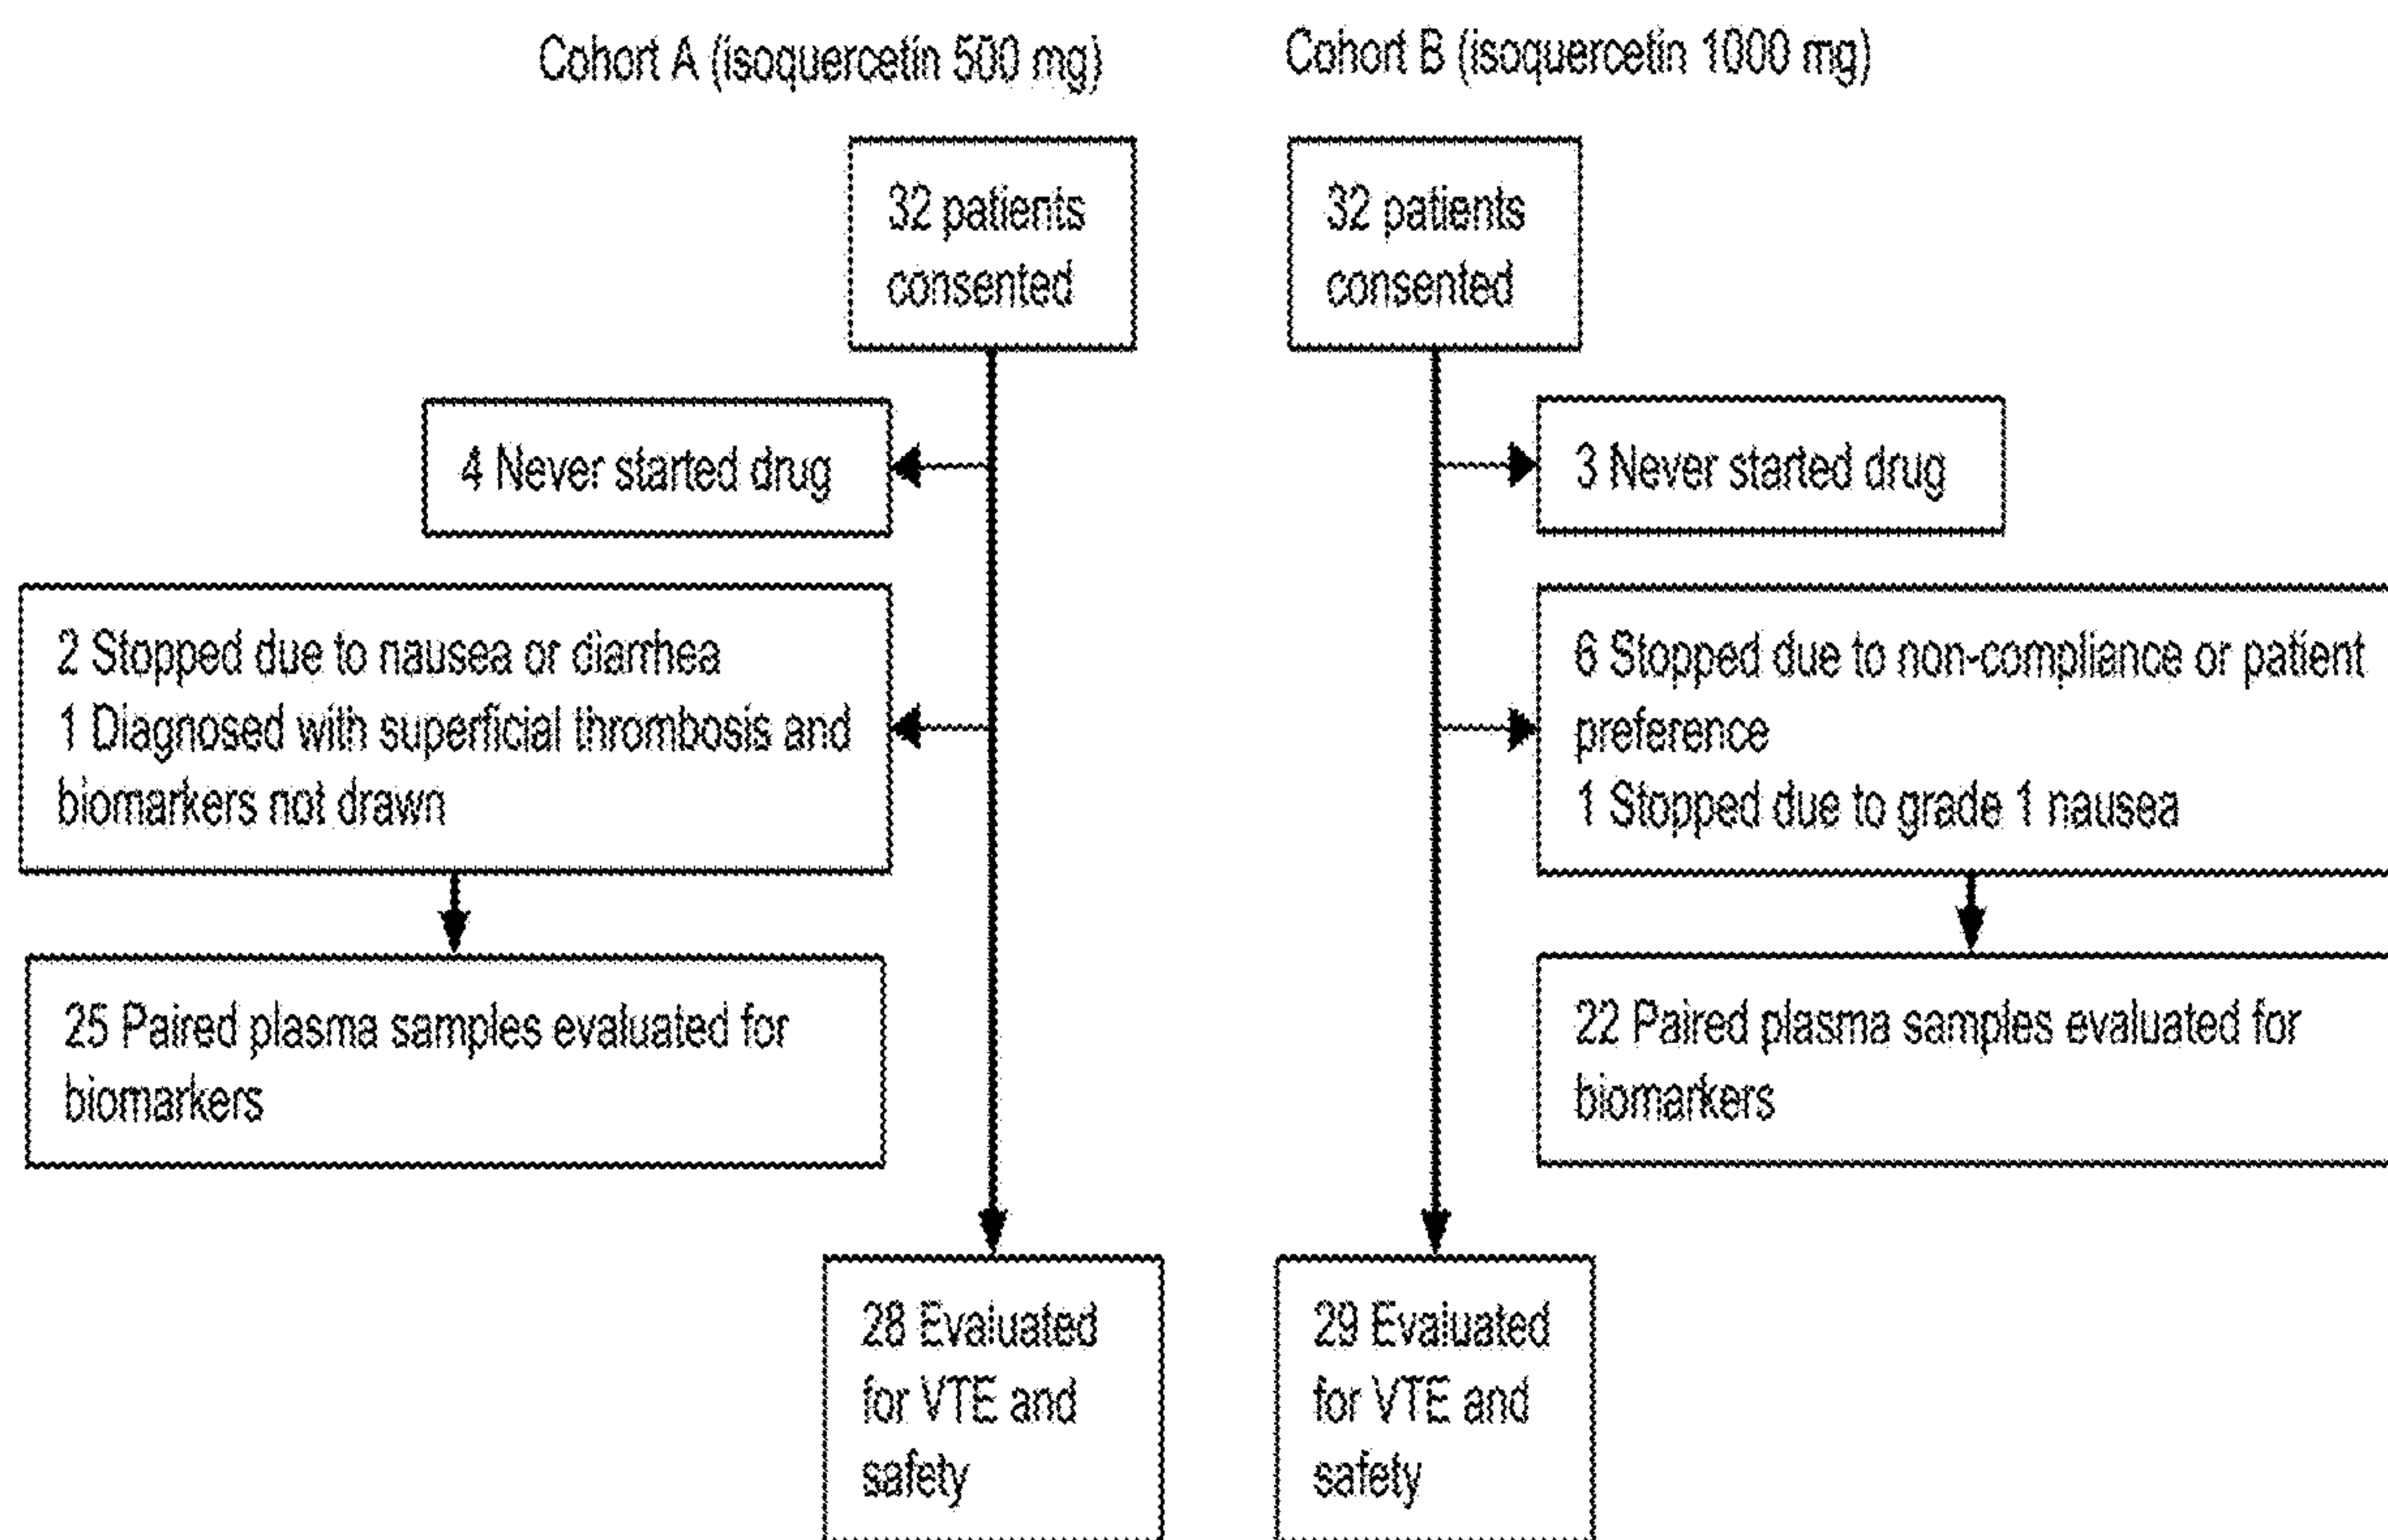 Cohort A (isoquercetin 500 mg)
Cohort B (isoquercetin 1000 mg)
32 patients
consented
32 patients
consented
4 Never started drug
3 Never started drug
2 Stopped due to nausea or diarrhea
1 Diagnosed with superficial thrombosis and
biomarkers not drawn
6 Stopped due to non-compliance or patient
preference
1 Stopped due to grade 1 nausea
25 Paired plasma samples evaluated for
biomarkers
22 Paired plasma samples evaluated for
biomarkers
28 Evaluated
for VTE and
safety
29 Evaluated
for VTE and
safety